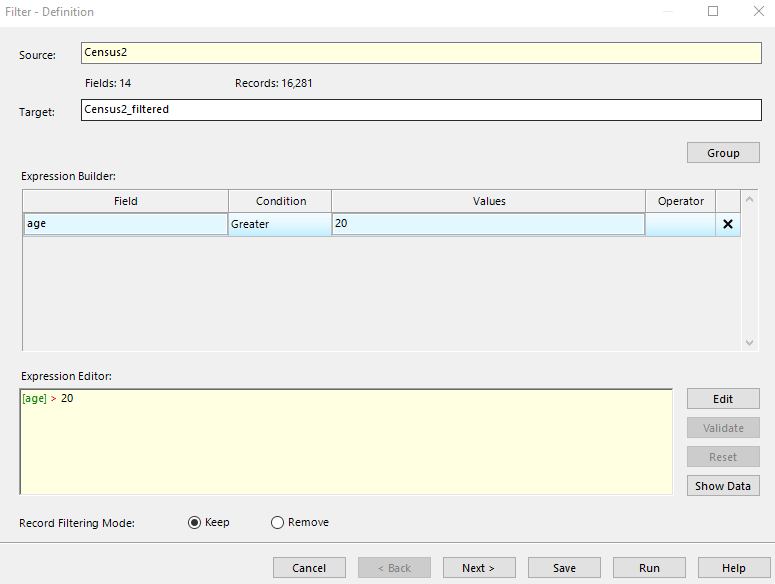 Filter - Definition
Source: Census2
Fields: 14 Records: 16,281
Target: Census2_filtered
Group
Expression Builder:
Field Condition Values Operator
age Greater 20
Expression Editor:
[age] > 20
Edit
Validate
Reset
Show Data
Record Filtering Mode: Keep Remove
Cancel < Back Next > Save Run Help